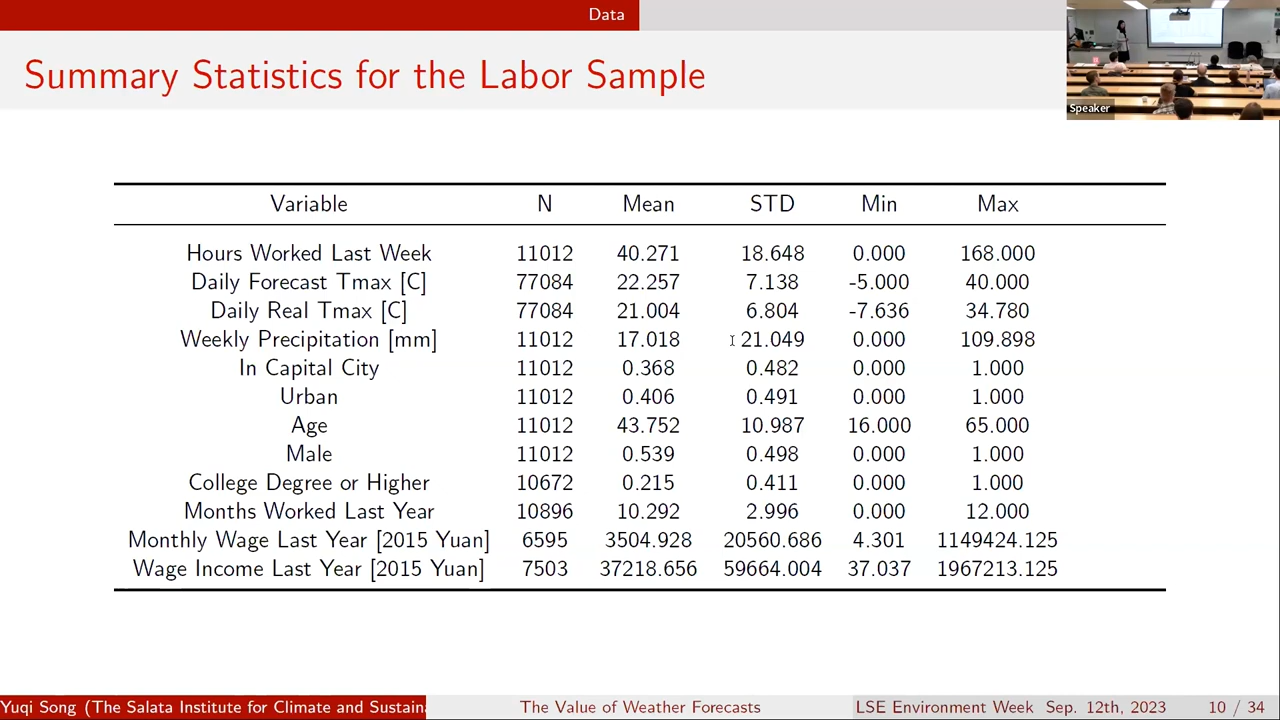 Data
Summary Statistics for the Labor Sample
Speaker
Variable N Mean STD Min Max
Hours Worked Last Week 11012 40.271 18.648 0.000 168.000
Daily Forecast Tmax [C] 77084 22.257 7.138 -5.000 40.000
Daily Real Tmax [C] 77084 21.004 6.804 -7.636 34.780
Weekly Precipitation [mm] 11012 17.018 21.049 0.000 109.898
In Capital City 11012 0.368 0.482 0.000 1.000
Urban 11012 0.406 0.491 0.000 1.000
Age 11012 43.752 10.987 16.000 65.000
Male 11012 0.539 0.498 0.000 1.000
College Degree or Higher 10672 0.215 0.411 0.000 1.000
Months Worked Last Year 10896 10.292 2.996 0.000 12.000
Monthly Wage Last Year [2015 Yuan] 6595 3504.928 20560.686 4.301 1149424.125
Wage Income Last Year [2015 Yuan] 7503 37218.656 59664.004 37.037 1967213.125
Yuqi Song (The Salata Institute for Climate and Sustaina The Value of Weather Forecasts LSE Environment Week Sep. 12th, 2023 10 / 34